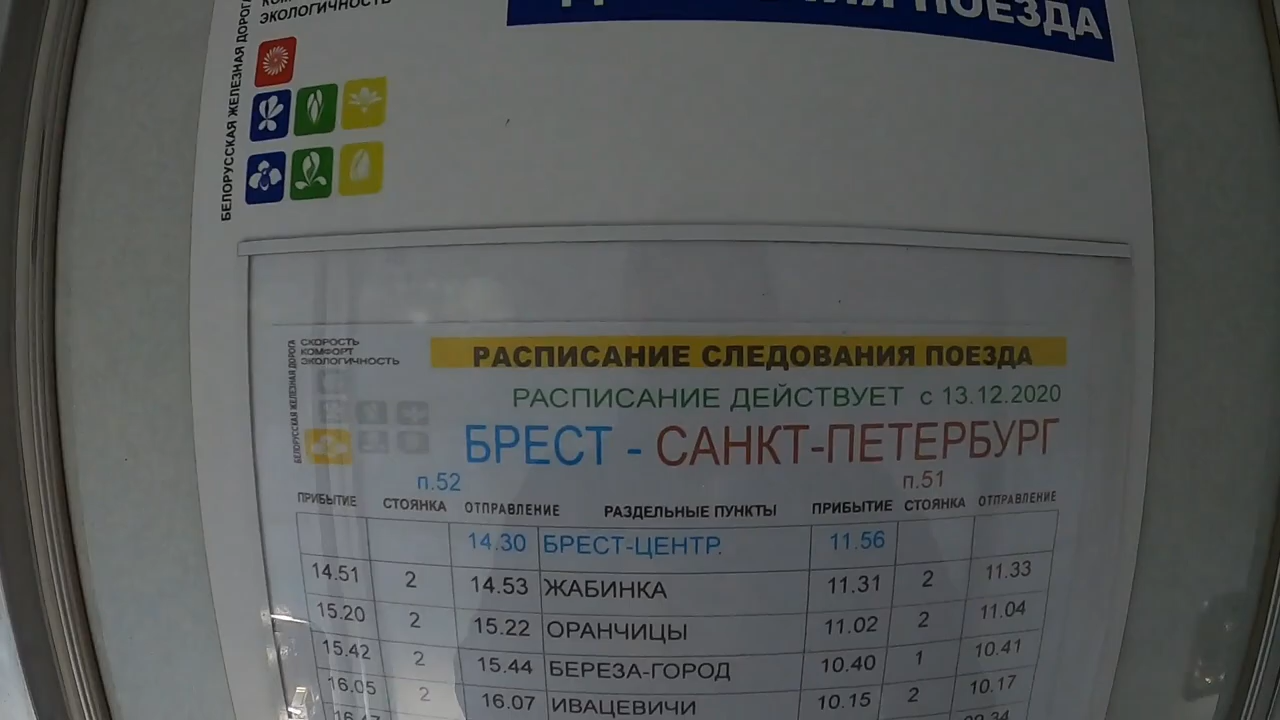 ЭКОЛОГИЧНОСТЬ
ПОЕЗДА
БЕЛОРУССКАЯ ЖЕЛЕЗНАЯ ДОРОГА
СКОРОСТЬ
КОМФОРТ
ЭКОЛОГИЧНОСТЬ
БЕЛОРУССКАЯ ЖЕЛЕЗНАЯ ДОРОГА
РАСПИСАНИЕ СЛЕДОВАНИЯ ПОЕЗДА
РАСПИСАНИЕ ДЕЙСТВУЕТ с 13.12.2020
БРЕСТ - САНКТ-ПЕТЕРБУРГ
п.52 п.51
ПРИБЫТИЕ СТОЯНКА ОТПРАВЛЕНИЕ РАЗДЕЛЬНЫЕ ПУНКТЫ ПРИБЫТИЕ СТОЯНКА ОТПРАВЛЕНИЕ
14.30 БРЕСТ-ЦЕНТР. 11.56
14.51 2 14.53 ЖАБИНКА 11.31 2 11.33
15.20 2 15.22 ОРАНЧИЦЫ 11.02 2 11.04
15.42 2 15.44 БЕРЕЗА-ГОРОД 10.40 1 10.41
16.05 2 16.07 ИВАЦЕВИЧИ 10.15 2 10.17